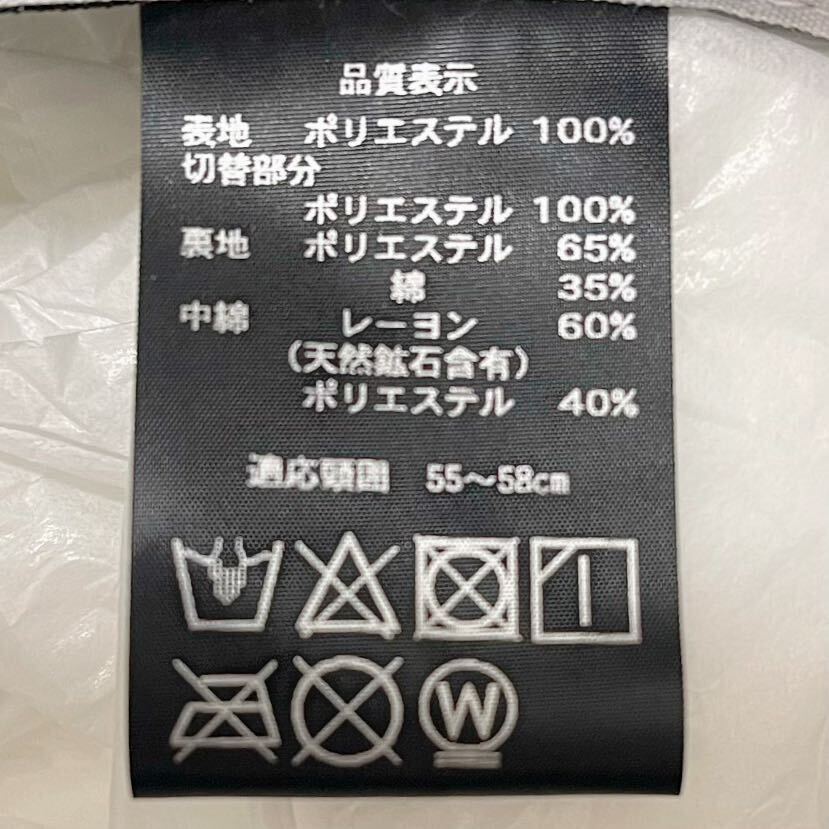 品質表示
表地 ポリエステル 100%
切替部分
ポリエステル 100%
裏地 ポリエステル 65%
綿 35%
中綿 レーヨン 60%
(天然鉱石含有)
ポリエステル 40%
適応頭囲 55~58cm
W